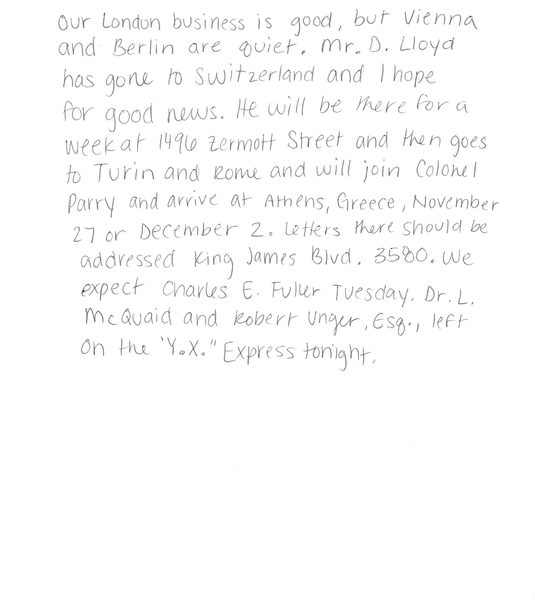 Our London business is good, but Vienna
and Berlin are quiet. Mr. D. Lloyd
has gone to Switzerland and I hope
for good news. He will be there for a
week at 1496 Zermott Street and then goes
to Turin and Rome and will join Colonel
Parry and arrive at Athens, Greece, November
27 or December 2. Letters there should be
addressed King James Blvd. 3580. We
expect Charles E. Fuller Tuesday. Dr. L.
McQuaid and Robert Unger, Esq., left
on the 'Y.X." Express tonight.